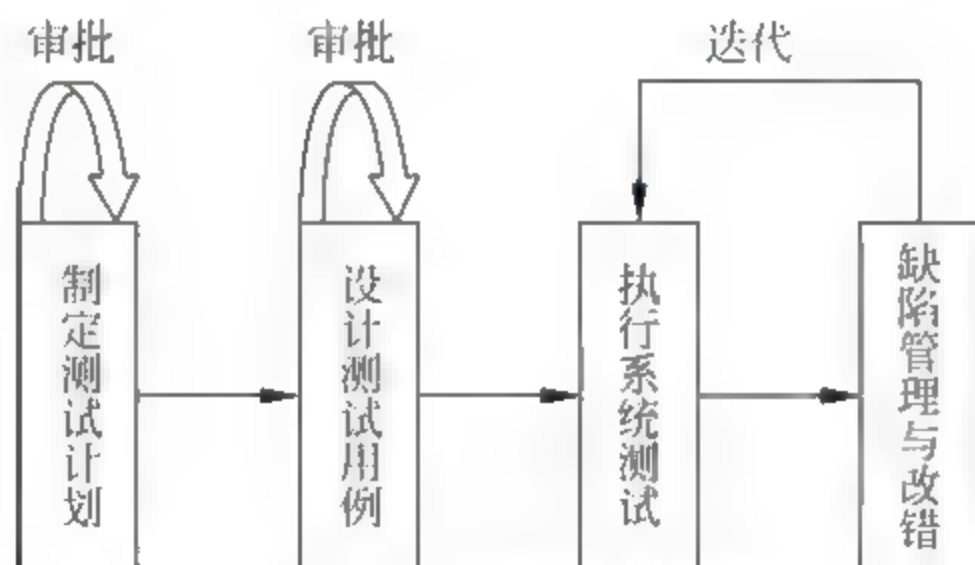 审批
审批
迭代
制定测试计划
设计测试用例
执行系统测试
缺陷管理与改错